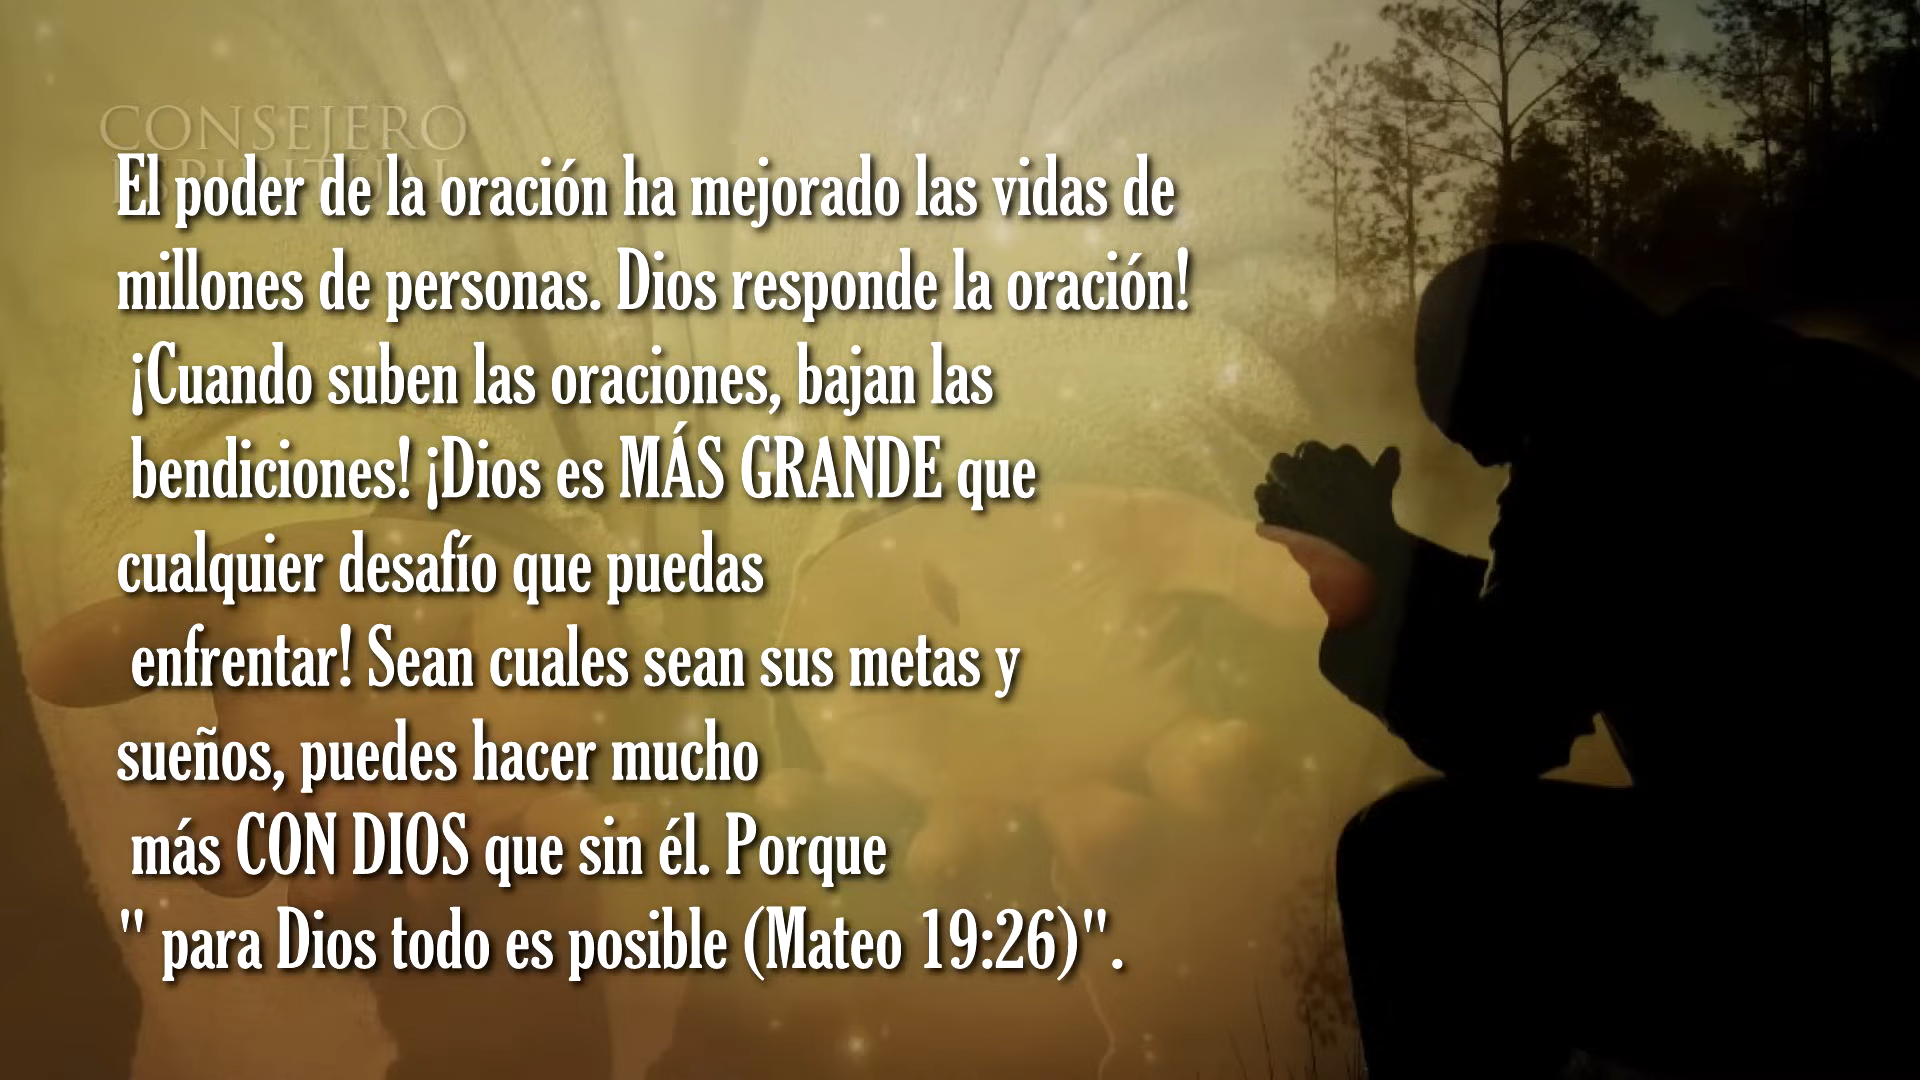 CONSEJERO
ESPIRITUAL
El poder de la oración ha mejorado las vidas de
millones de personas. Dios responde la oración!
¡Cuando suben las oraciones, bajan las
bendiciones! ¡Dios es MÁS GRANDE que
cualquier desafío que puedas
enfrentar! Sean cuales sean sus metas y
sueños, puedes hacer mucho
más CON DIOS que sin él. Porque
" para Dios todo es posible (Mateo 19:26)".